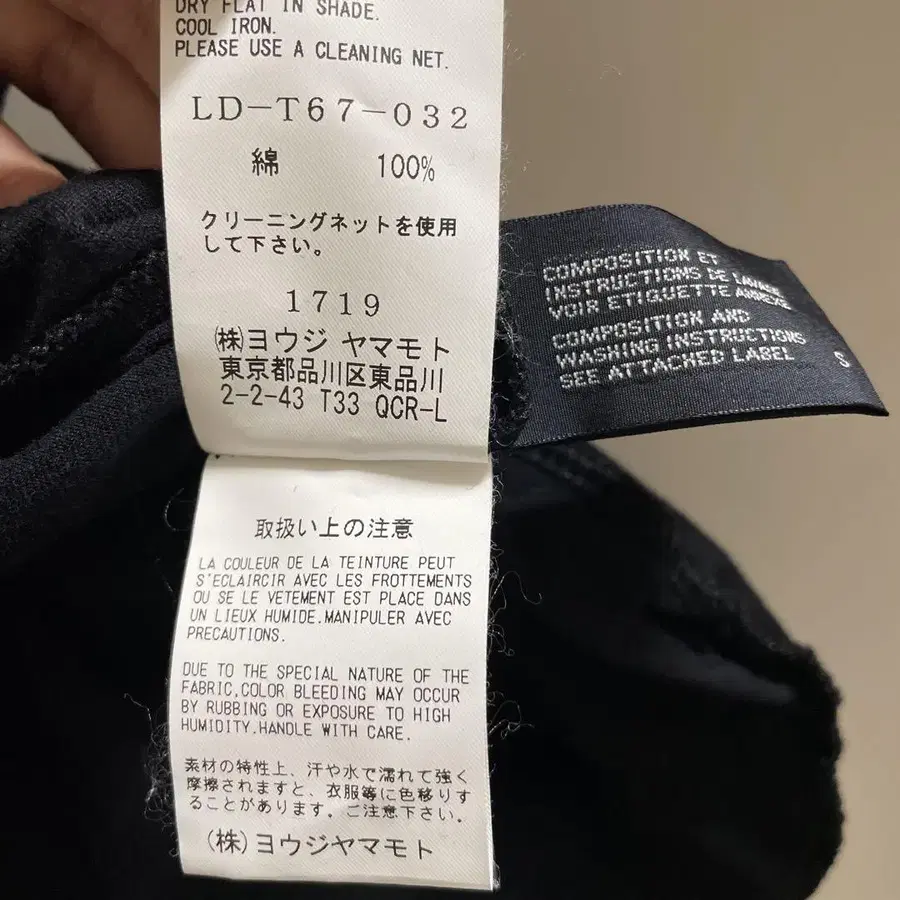 DRY FLAT IN SHADE.
COOL IRON.
PLEASE USE A CLEANING NET.
LD-T67-032
綿 100%
クリーニングネットを使用
して下さい。
1719
㈱ヨウジ ヤマモト
東京都品川区東品川
2-2-43 T33 QCR-L
COMPOSITION ET
INSTRUCTIONS DE LAVAGE
VOIR ETIQUETTE ANNEXE
COMPOSITION AND
WASHING INSTRUCTIONS
SEE ATTACHED LABEL
S
取扱い上の注意
LA COULEUR DE LA TEINTURE PEUT
S'ECLAIRCIR AVEC LES FROTTEMENTS
OU SE LE VETEMENT EST PLACE DANS
UN LIEUX HUMIDE.MANIPULER AVEC
PRECAUTIONS.
DUE TO THE SPECIAL NATURE OF THE
FABRIC,COLOR BLEEDING MAY OCCUR
BY RUBBING OR EXPOSURE TO HIGH
HUMIDITY.HANDLE WITH CARE.
素材の特性上、汗や水で濡れて強く
摩擦されますと、衣服等に色移りす
ることがあります。ご注意下さい。
(株)ヨウジヤマモト